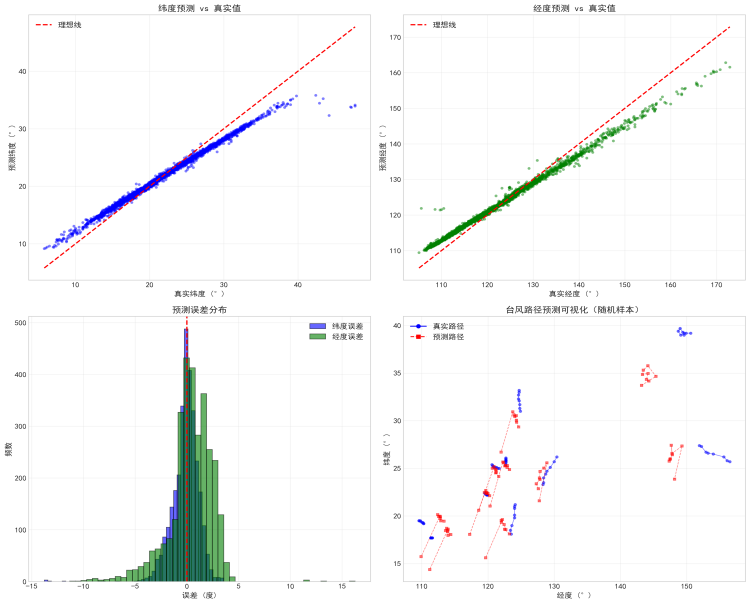 纬度预测 vs 真实值
理想线
预测纬度 (°)
40
30
20
10
10
20
30
40
真实纬度 (°)
经度预测 vs 真实值
理想线
预测经度 (°)
170
160
150
140
130
120
110
110
120
130
140
150
160
170
真实经度 (°)
预测误差分布
纬度误差
经度误差
频数
500
400
300
200
100
0
−15
−10
−5
0
5
10
15
误差 (度)
台风路径预测可视化 (随机样本)
真实路径
预测路径
纬度 (°)
40
35
30
25
20
15
110
120
130
140
150
经度 (°)